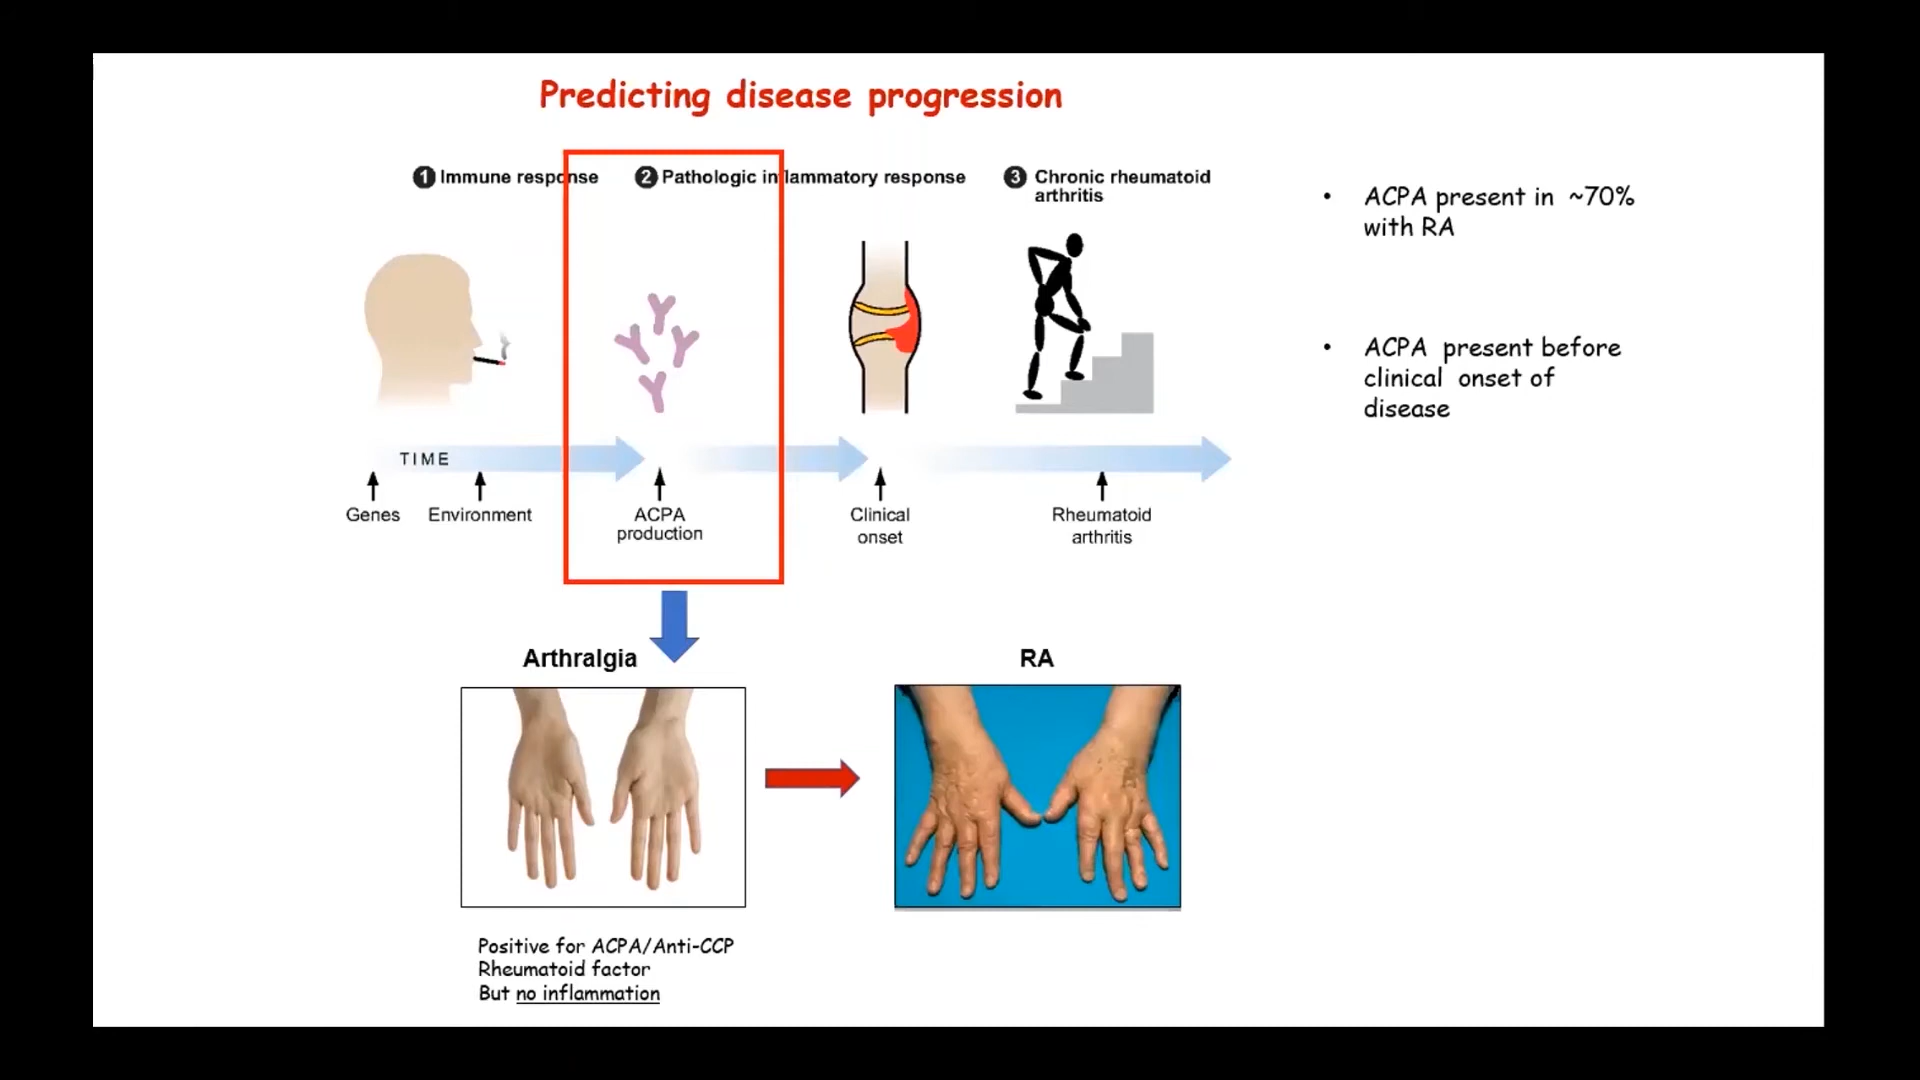 Predicting disease progression
1 Immune response
2 Pathologic inflammatory response
3 Chronic rheumatoid
arthritis
TIME
Genes
Environment
ACPA
production
Clinical
onset
Rheumatoid
arthritis
• ACPA present in ~70%
with RA
• ACPA present before
clinical onset of
disease
Arthralgia
RA
Positive for ACPA/Anti-CCP
Rheumatoid factor
But no inflammation